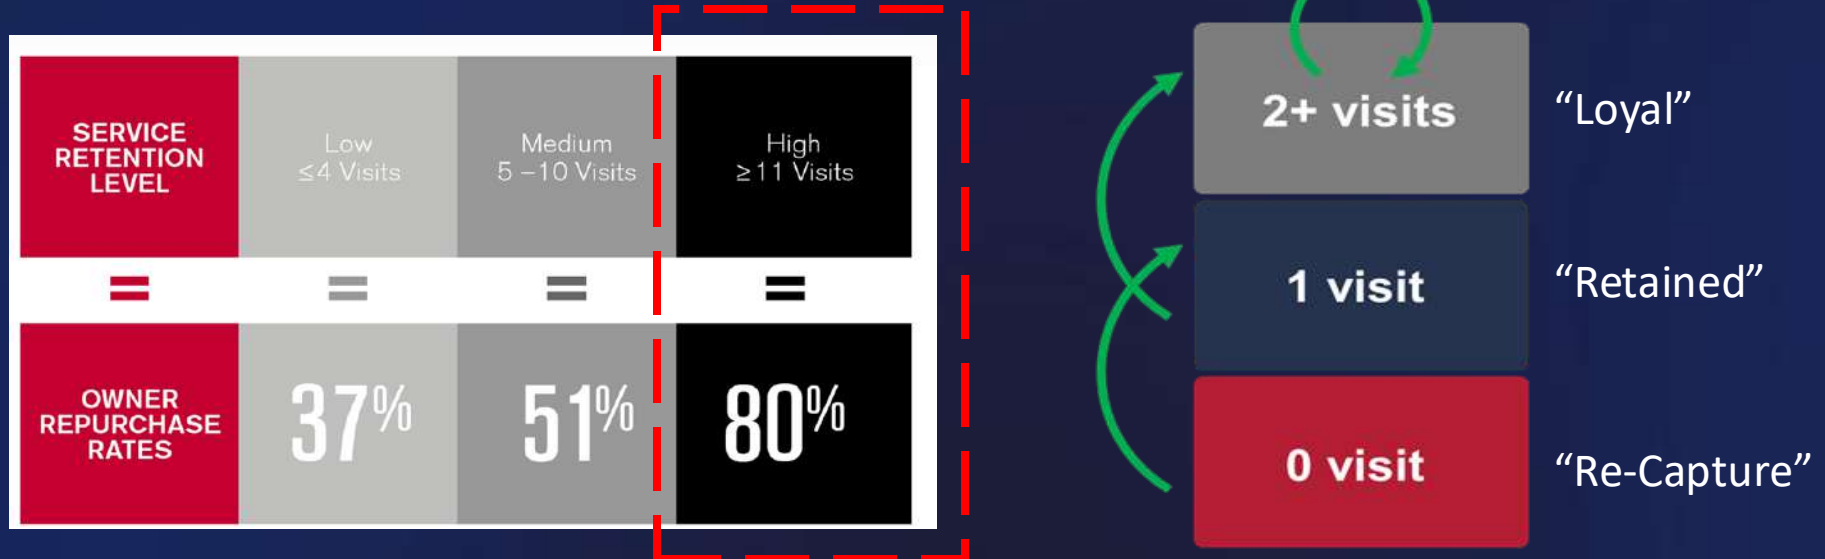 SERVICE
RETENTION
LEVEL
Low
≤4 Visits
Medium
5 –10 Visits
High
≥11 Visits
=
=
=
=
OWNER
REPURCHASE
RATES
37%
51%
80%
2+ visits
“Loyal”
1 visit
“Retained”
0 visit
“Re-Capture”